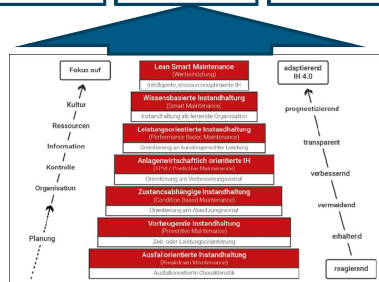 Fokus auf
Kultur
Ressourcen
Information
Kontrolle
Organisation
Planung
Lean Smart Maintenance
(Wertschöpfung)
Intelligente, ressourcenoptimierte IH
Wissensbasierte Instandhaltung
(Smart Maintenance)
Instandhaltung als lernende Organisation
Leistungsorientierte Instandhaltung
(Performance Based Maintenance)
Orientierung an kundengerechter Leistung
Anlagenwirtschaftlich orientierte IH
(TPM / Predictive Maintenance)
Orientierung am Verbesserungsvorrat
Zustandsabhängige Instandhaltung
(Condition Based Maintenance)
Orientierung am Abnutzungsvorrat
Vorbeugende Instandhaltung
(Preventive Maintenance)
Zeit- oder Leistungsorientierung
Ausfallorientierte Instandhaltung
(Breakdown Maintenance)
Ausfallorientierte Charakteristik
adaptierend
IH 4.0
prognostizierend
transparent
verbessernd
vermeidend
erhaltend
reagierend